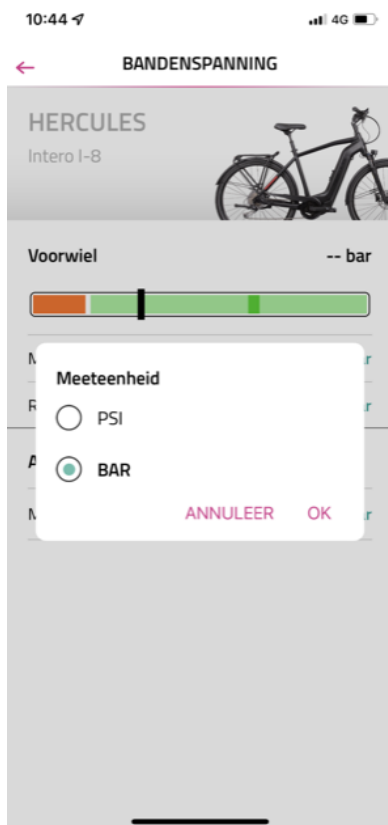 10:44
4G
BANDENSPANNING
HERCULES
Intero I-8
Voorwiel -- bar
Meeteenheid
PSI
BAR
ANNULEER OK